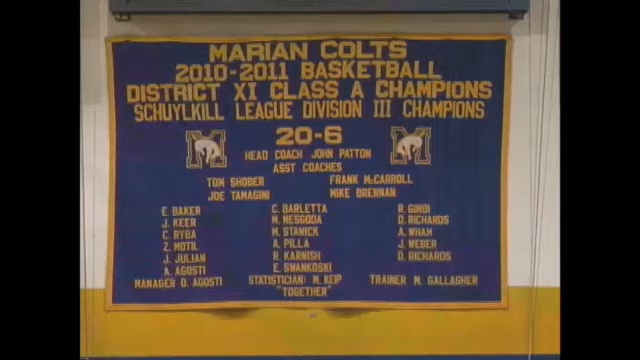 MARIAN COLTS
2010-2011 BASKETBALL
DISTRICT XI CLASS A CHAMPIONS
SCHUYLKILL LEAGUE DIVISION III CHAMPIONS
20-6
M M
HEAD COACH JOHN PATTON
ASST COACHES
TOM SHOBER FRANK McCARROLL
JOE TAMAGINI MIKE BRENNAN
E. BAKER C. BARLETTA R. GIMBI
J. KEER M. NESGODA D. RICHARDS
C. RYBA M. STAWICK A. WHAH
Z. MOTIL A. PILLA J. WEBER
J. JULIAN R. KARNISH D. RICHARDS
A. AGOSTI E. SWANKOSKI
MANAGER D. AGOSTI STATISTICIAN: M. TRAINER M. GALLAGHER
"TOGETHER"